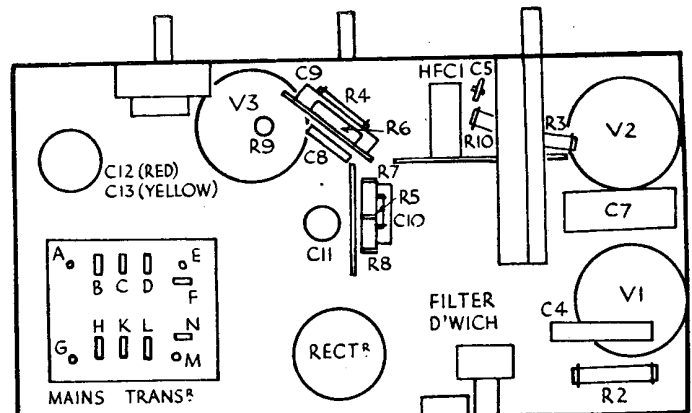 C9
R4
HFC1
C5
V3
R6
R3
V2
R9
C8
R10
C12 (RED)
C13 (YELLOW)
R7
R5
C10
C7
C11
R8
A
E
B
C
D
F
FILTER
D'WICH
V1
C4
H
K
L
N
G
M
RECTR
R2
MAINS TRANSR